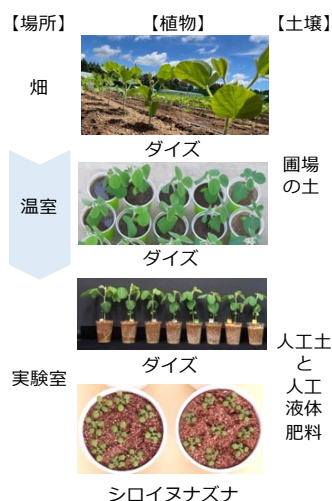 【場所】 【植物】 【土壌】
畑
ダイズ
圃場
の土
温室
ダイズ
実験室
ダイズ
人工土
と
人工
液体
肥料
シロイヌナズナ